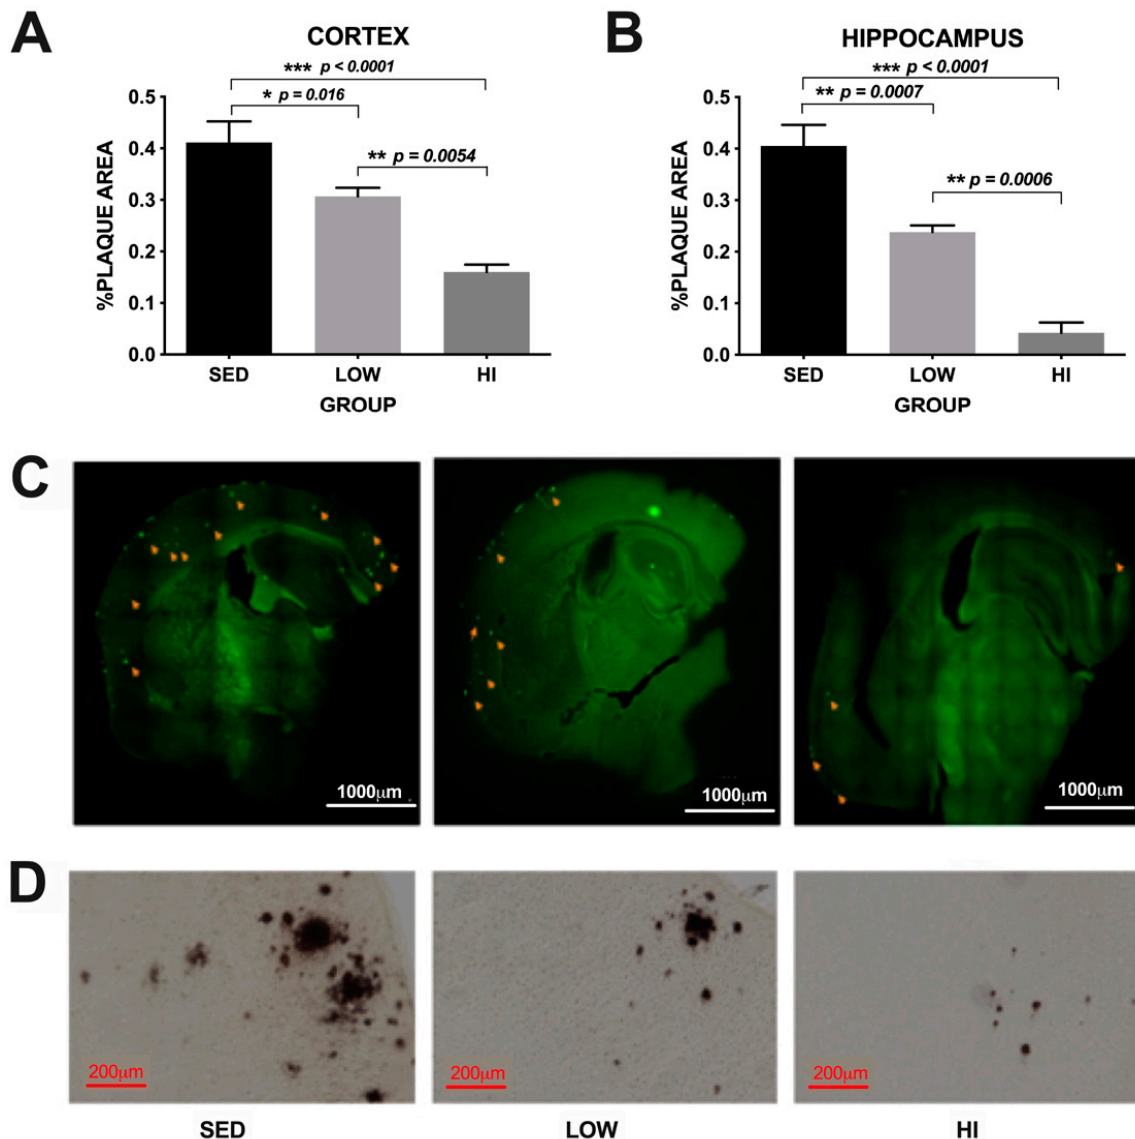 A
CORTEX
*** p < 0.0001
* p = 0.016
** p = 0.0054
%PLAQUE AREA
0.5
0.4
0.3
0.2
0.1
0.0
SED LOW HI
GROUP
B
HIPPOCAMPUS
*** p < 0.0001
** p = 0.0007
** p = 0.0006
%PLAQUE AREA
0.5
0.4
0.3
0.2
0.1
0.0
SED LOW HI
GROUP
C
1000μm
1000μm
1000μm
D
200μm
200μm
200μm
SED LOW HI